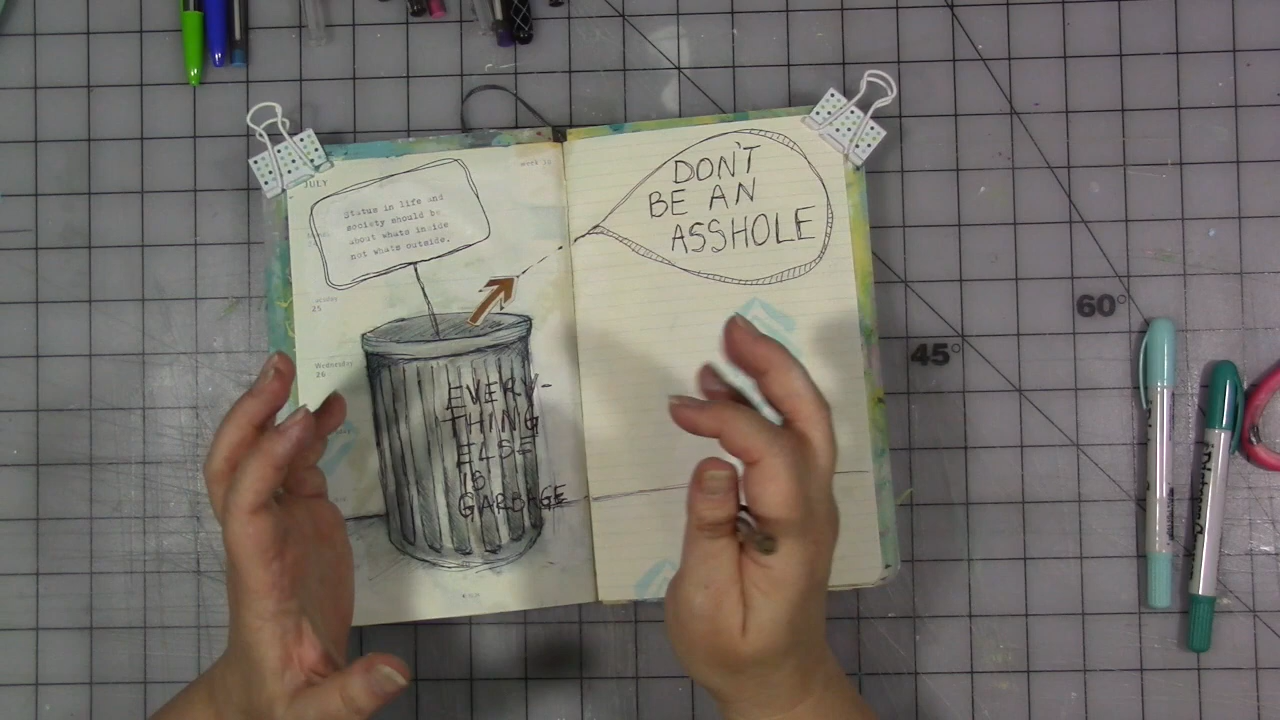 JULY
week 30
Status in life and
society should be
about whats inside
not whats outside.
25
Wednesday
26
EVERY-
THING
ELSE
IS
GARBAGE
DON'T
BE AN
ASSHOLE
60°
45°